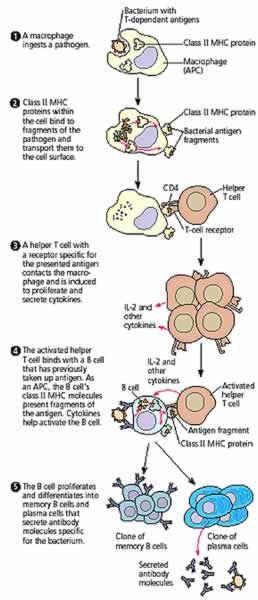 Bacterium with
T-dependent antigens
1 A macrophage
ingests a pathogen.
Class II MHC protein
Macrophage
(APC)
2 Class II MHC
proteins within
the cell bind to
fragments of the
pathogen and
transport them to
the cell surface.
Class II MHC protein
Bacterial antigen
fragments
CD4
Helper
T cell
T-cell receptor
3 A helper T cell with
a receptor specific for
the presented antigen
contacts the macro-
phage and is induced
to proliferate and
secrete cytokines.
IL-2 and
other
cytokines
4 The activated helper
T cell binds with a B cell
that has previously
taken up antigen. As
an APC, the B cell's
class II MHC molecules
present fragments of
the antigen. Cytokines
help activate the B cell.
IL-2 and
other cytokines
B cell
Activated
helper
T cell
Antigen fragment
Class II MHC protein
5 The B cell proliferates
and differentiates into
memory B cells and
plasma cells that
secrete antibody
molecules specific
for the bacterium.
Clone of
memory B cells
Clone of
plasma cells
Secreted
antibody
molecules